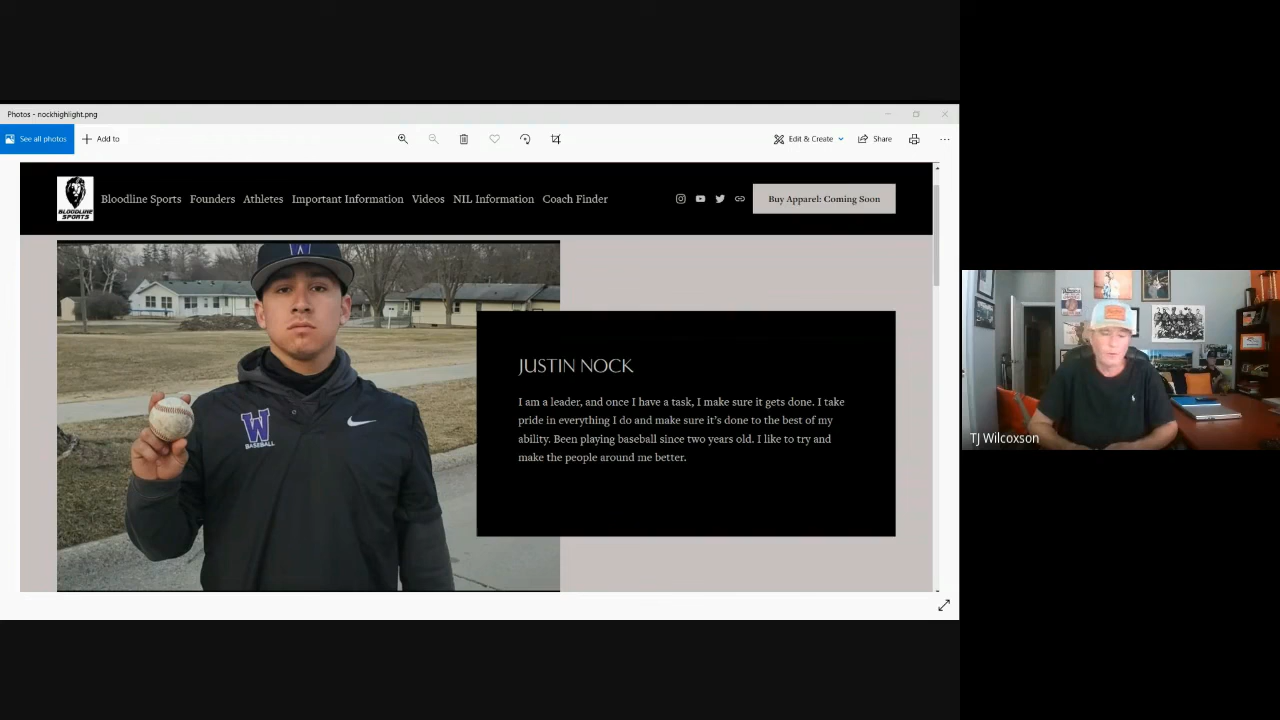 Photos - nockhighlight.png
See all photos
Add to
Edit & Create
Share
BLOODLINE
SPORTS
Bloodline Sports Founders Athletes Important Information Videos NIL Information Coach Finder
Buy Apparel: Coming Soon
W
W
BASEBALL
JUSTIN NOCK
I am a leader, and once I have a task, I make sure it gets done. I take
pride in everything I do and make sure it's done to the best of my
ability. Been playing baseball since two years old. I like to try and
make the people around me better.
TJ Wilcoxson